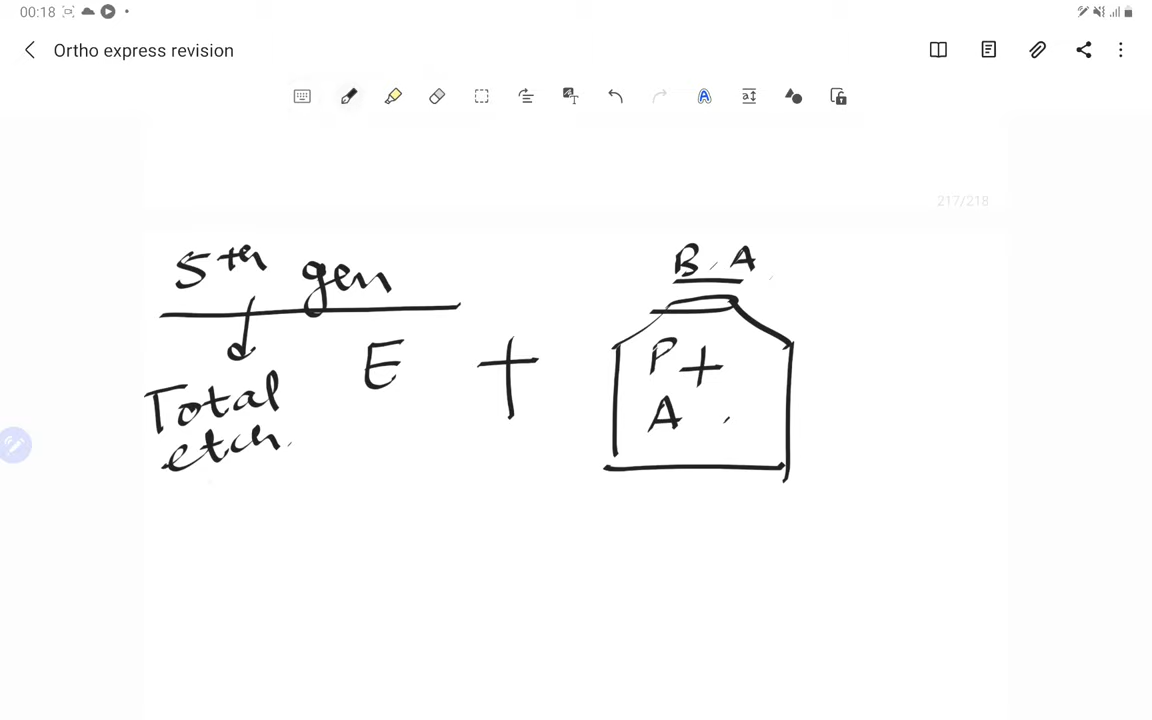 00:18
Ortho express revision
217/218
5th gen
B.A
E + P+
A
Total
etch.